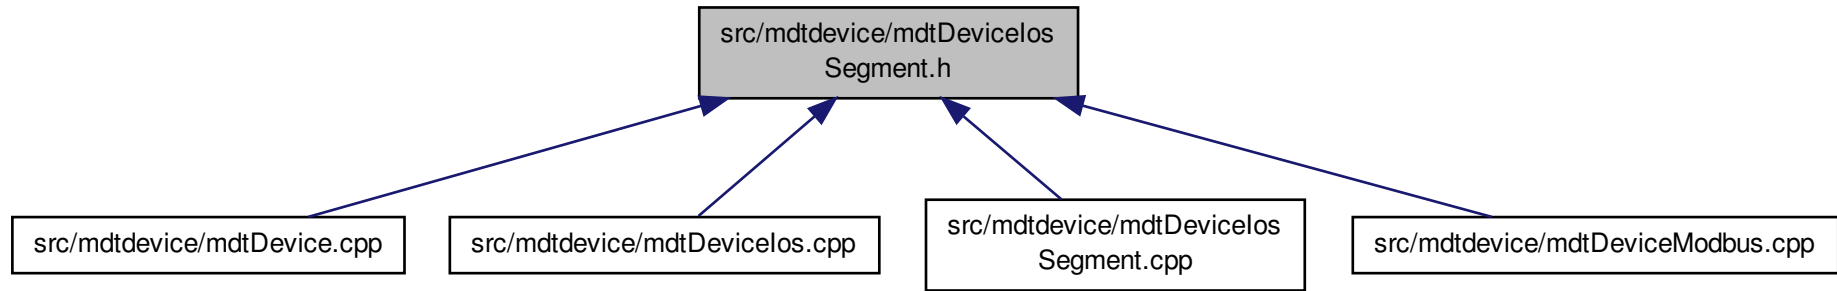 src/mdtdevice/mdtDeviceIos
Segment.h
src/mdtdevice/mdtDevice.cpp
src/mdtdevice/mdtDeviceIos.cpp
src/mdtdevice/mdtDeviceIos
Segment.cpp
src/mdtdevice/mdtDeviceModbus.cpp